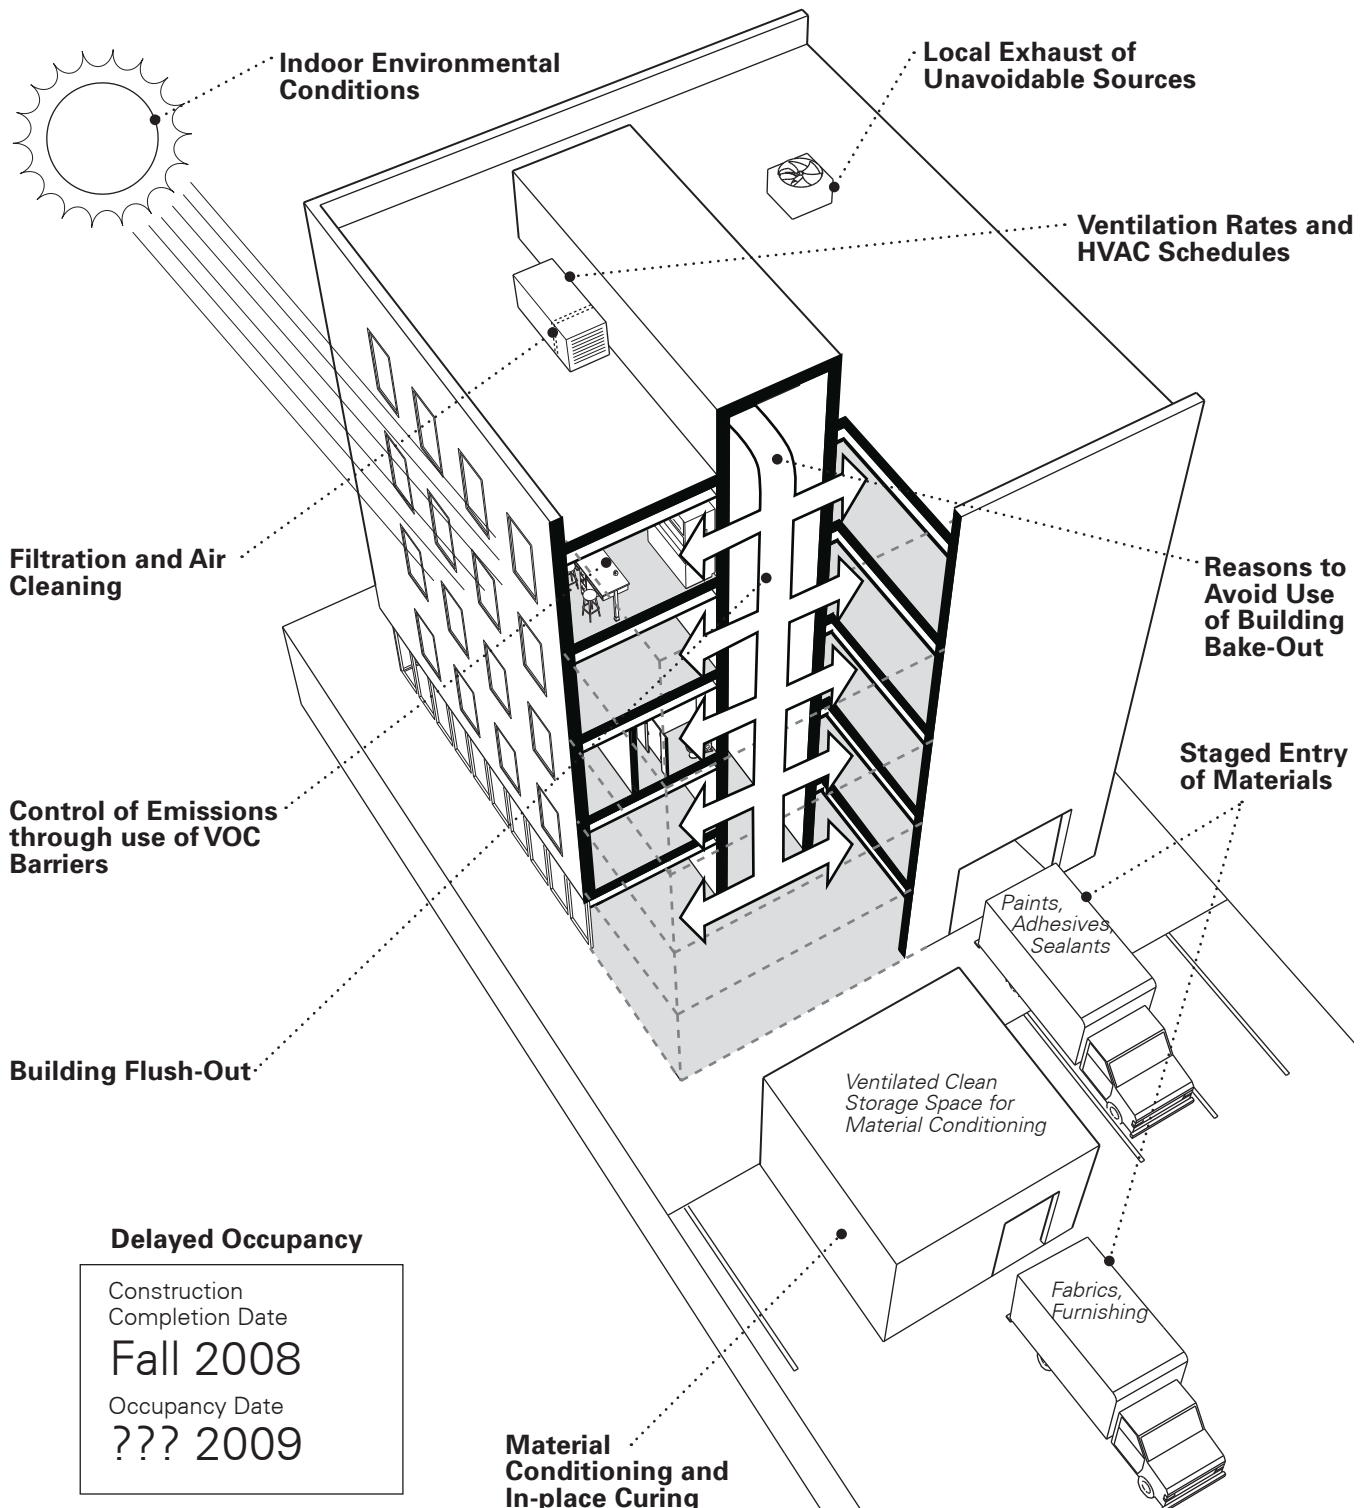 Indoor Environmental
Conditions
Local Exhaust of
Unavoidable Sources
Ventilation Rates and
HVAC Schedules
Filtration and Air
Cleaning
Reasons to
Avoid Use
of Building
Bake-Out
Staged Entry
of Materials
Control of Emissions
through use of VOC
Barriers
Paints,
Adhesives,
Sealants
Building Flush-Out
Ventilated Clean
Storage Space for
Material Conditioning
Delayed Occupancy
Construction
Completion Date
Fall 2008
Occupancy Date
??? 2009
Fabrics,
Furnishing
Material
Conditioning and
In-place Curing